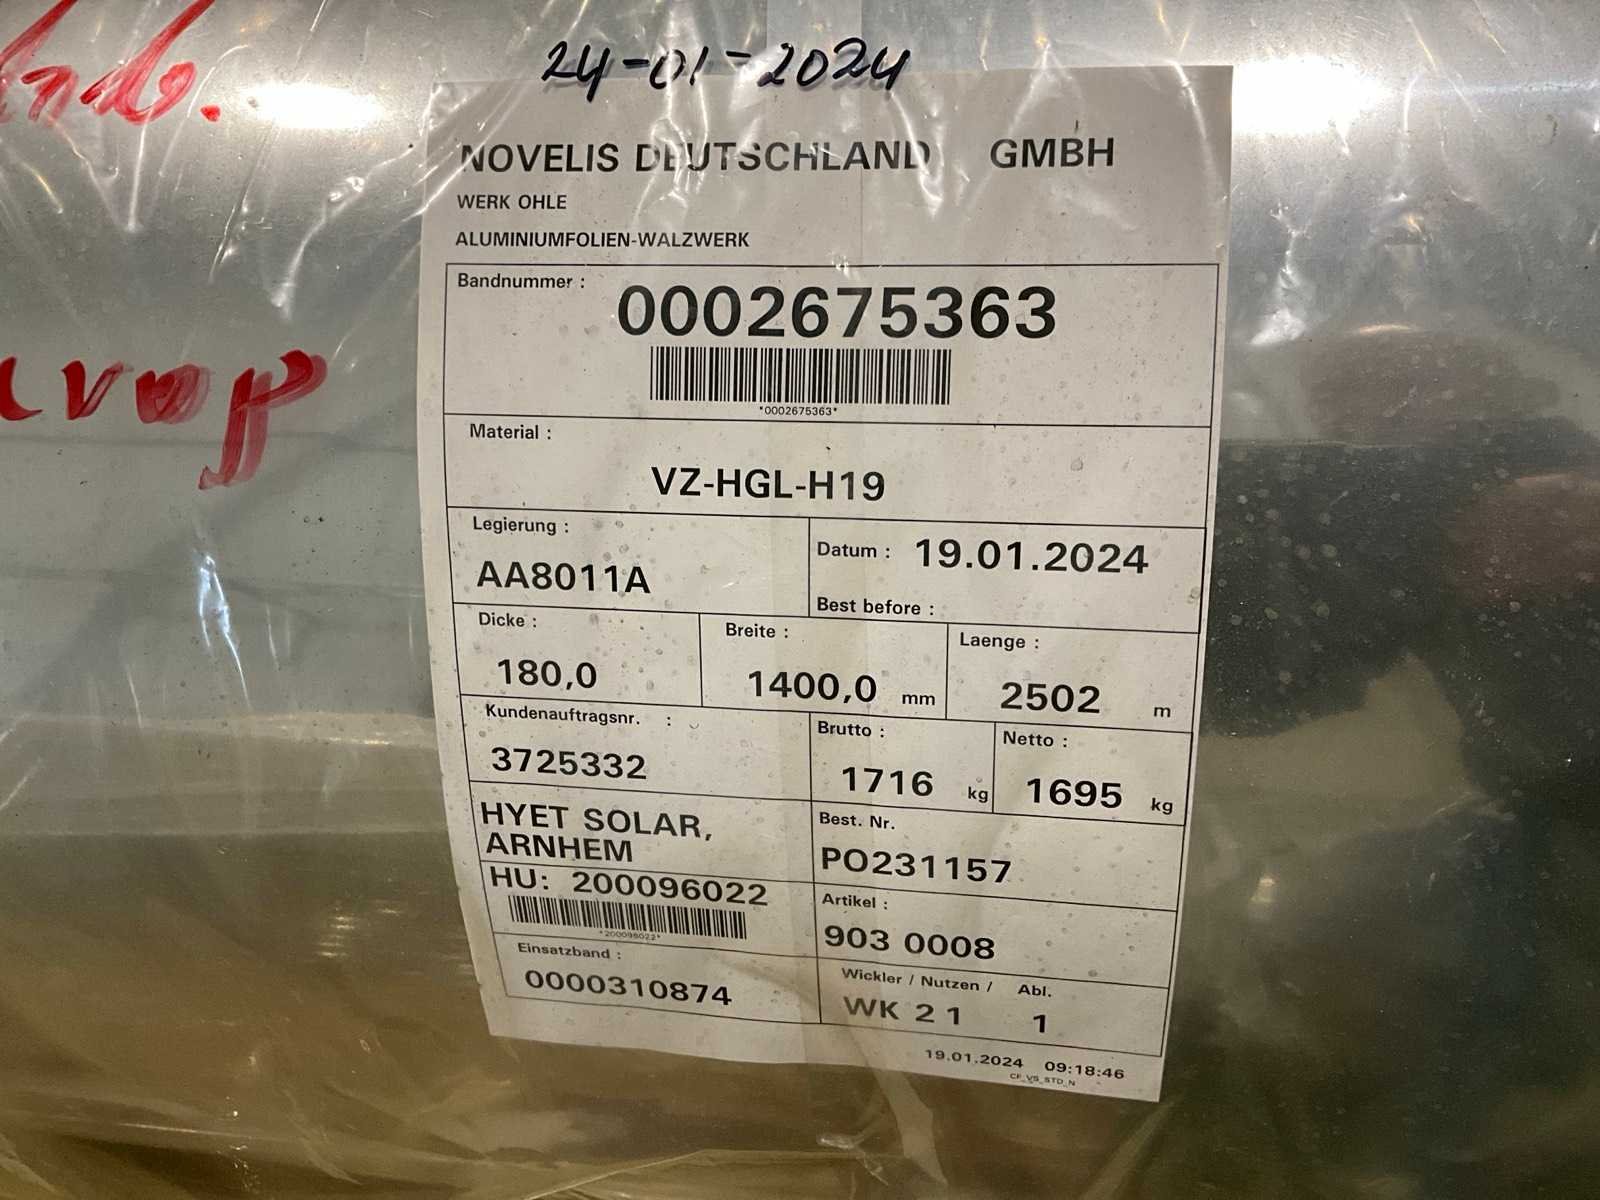 24-01-2024
NOVELIS DEUTSCHLAND GMBH
WERK OHLE
ALUMINIUMFOLIEN-WALZWERK
Bandnummer :
0002675363
*0002675363*
Material :
VZ-HGL-H19
Legierung :
AA8011A
Datum : 19.01.2024
Best before :
Dicke :
180,0
Breite :
1400,0 mm
Laenge :
2502 m
Kundenauftragsnr. :
3725332
Brutto :
1716 kg
Netto :
1695 kg
HYET SOLAR,
ARNHEM
Best. Nr.
PO231157
HU: 200096022
*200096022*
Artikel :
903 0008
Einsatzband :
0000310874
Wickler / Nutzen / Abl.
WK 2 1 1
19.01.2024 09:18:46
CF_VS_STD_N